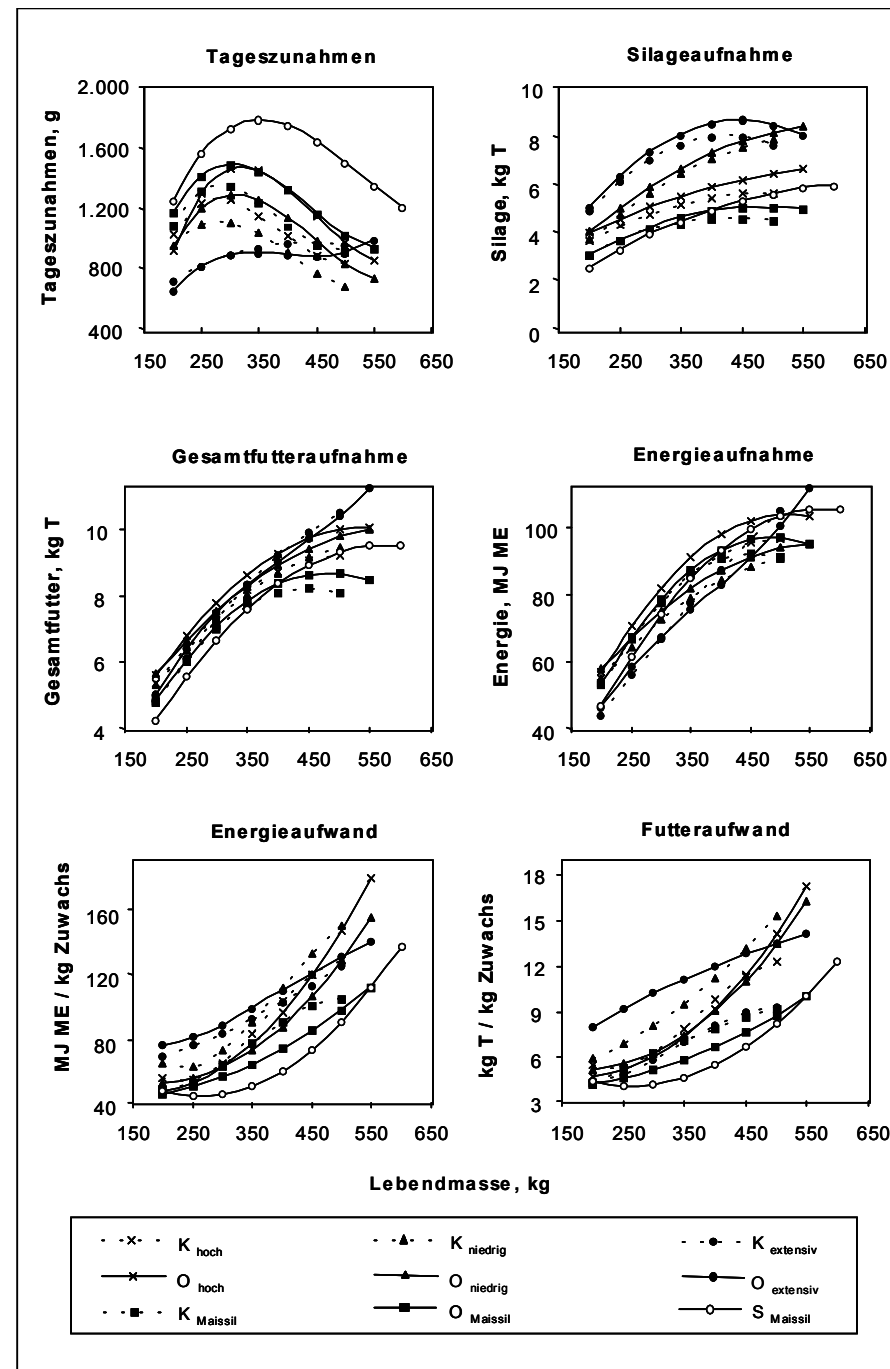 Tageszunahmen
Tageszunahmen, g
2.000
1.600
1.200
800
400
150 250 350 450 550 650
Silageaufnahme
Silage, kg T
10
8
6
4
2
0
150 250 350 450 550 650
Gesamtfutteraufnahme
Gesamtfutter, kg T
10
8
6
4
150 250 350 450 550 650
Energieaufnahme
Energie, MJ ME
100
80
60
40
150 250 350 450 550 650
Energieaufwand
MJ ME / kg Zuwachs
160
120
80
40
150 250 350 450 550 650
Futteraufwand
kg T / kg Zuwachs
18
15
12
9
6
3
150 250 350 450 550 650
Lebendmasse, kg
K hoch K niedrig K extensiv
O hoch O niedrig O extensiv
K Maissil O Maissil S Maissil